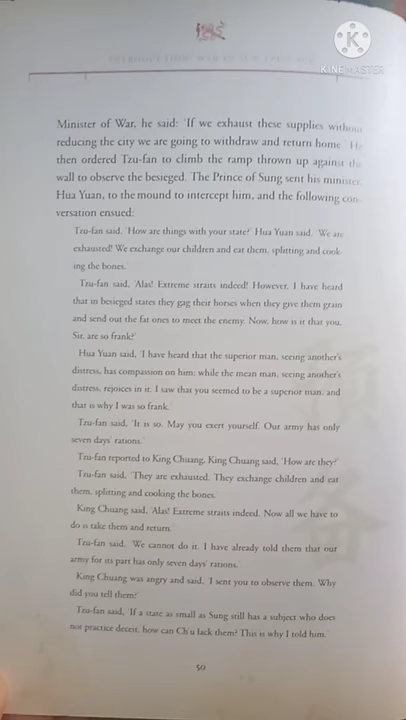 KINEMASTER
INTRODUCTION: WAR IN SUN TZU'S AGE
Minister of War, he said: 'If we exhaust these supplies without
reducing the city we are going to withdraw and return home.' He
then ordered Tzu-fan to climb the ramp thrown up against the
wall to observe the besieged. The Prince of Sung sent his minister,
Hua Yuan, to the mound to intercept him, and the following con-
versation ensued:
Tzu-fan said, 'How are things with your state?' Hua Yuan said, 'We are
exhausted! We exchange our children and eat them, splitting and cook-
ing the bones.'
Tzu-fan said, 'Alas! Extreme straits indeed! However, I have heard
that in besieged states they gag their horses when they give them grain
and send out the fat ones to meet the enemy. Now, how is it that you,
Sir, are so frank?'
Hua Yuan said, 'I have heard that the superior man, seeing another's
distress, has compassion on him; while the mean man, seeing another's
distress, rejoices in it. I saw that you seemed to be a superior man, and
that is why I was so frank.'
Tzu-fan said, 'It is so. May you exert yourself. Our army has only
seven days' rations.'
Tzu-fan reported to King Chuang. King Chuang said, 'How are they?'
Tzu-fan said, 'They are exhausted. They exchange children and eat
them, splitting and cooking the bones.'
King Chuang said, 'Alas! Extreme straits indeed. Now all we have to
do is take them and return.'
Tzu-fan said, 'We cannot do it. I have already told them that our
army for its part has only seven days' rations.'
King Chuang was angry and said, 'I sent you to observe them. Why
did you tell them?'
Tzu-fan said, 'If a state as small as Sung still has a subject who does
not practice deceit, how can Ch'u lack them? This is why I told him.'
50